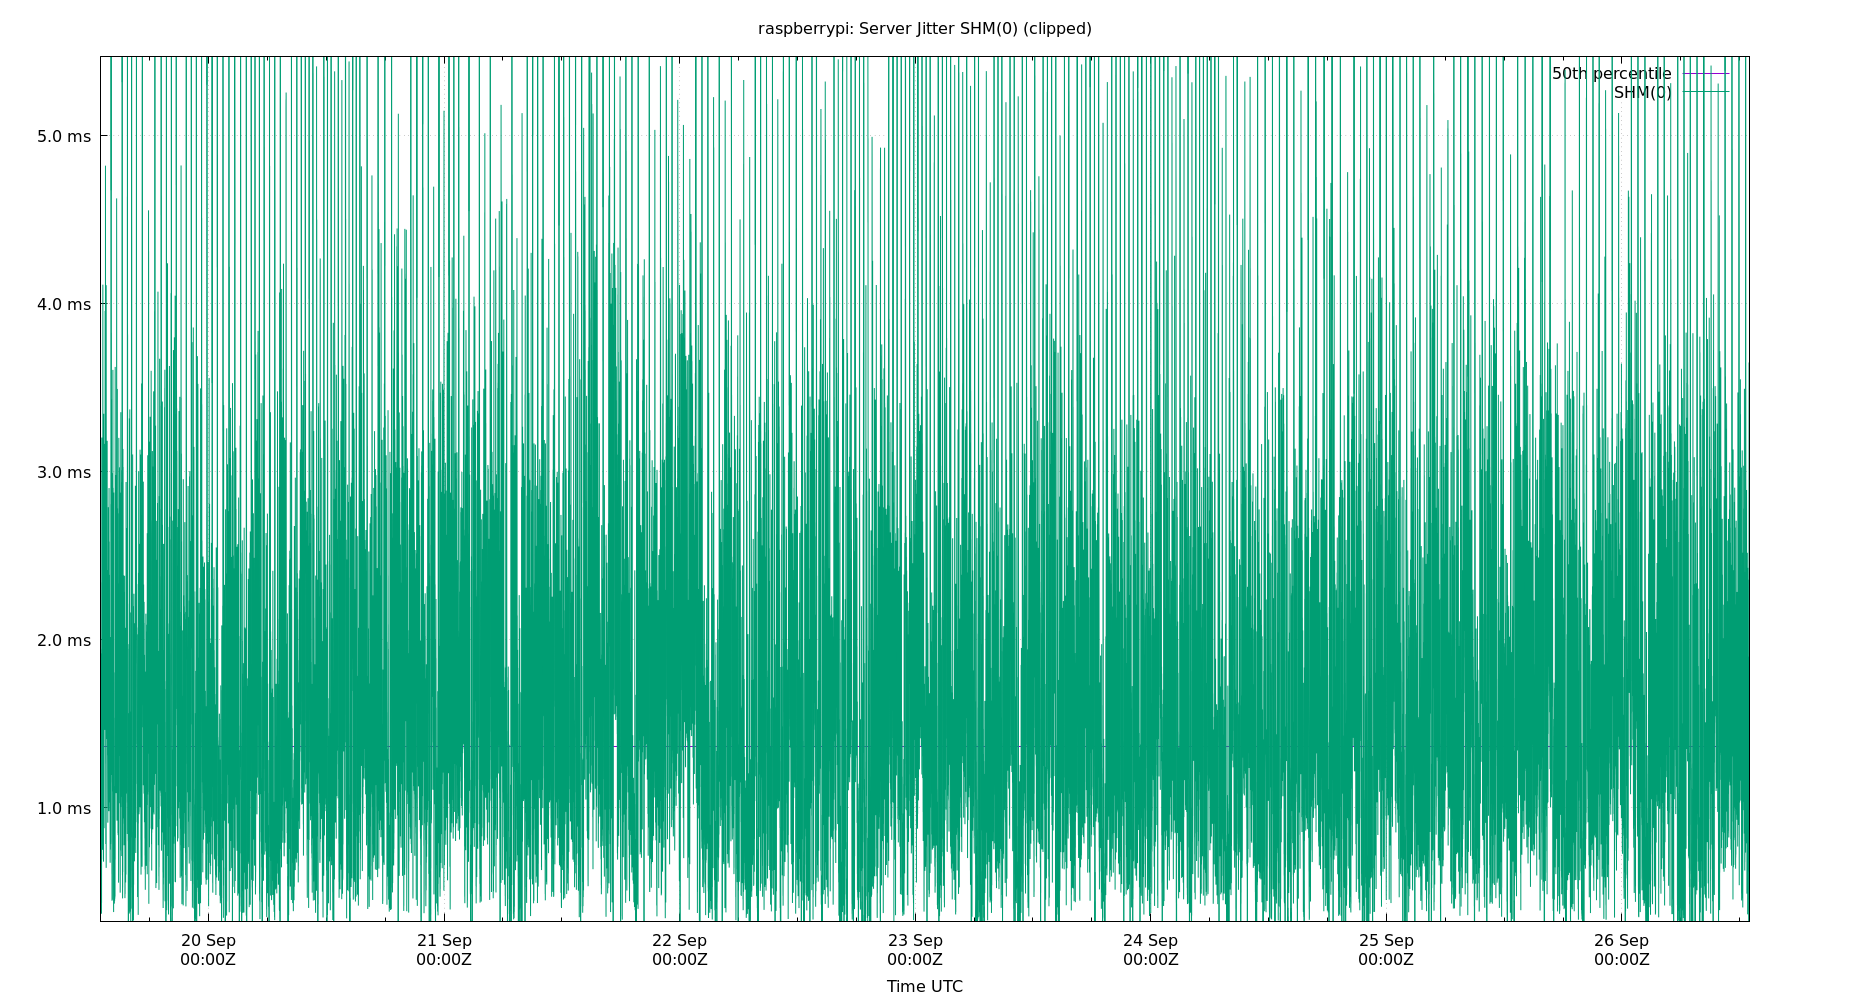 raspberrypi: Server Jitter SHM(0) (clipped)
50th percentile
SHM(0)
5.0 ms
4.0 ms
3.0 ms
2.0 ms
1.0 ms
20 Sep 21 Sep 22 Sep 23 Sep 24 Sep 25 Sep 26 Sep
00:00Z 00:00Z 00:00Z 00:00Z 00:00Z 00:00Z 00:00Z
Time UTC